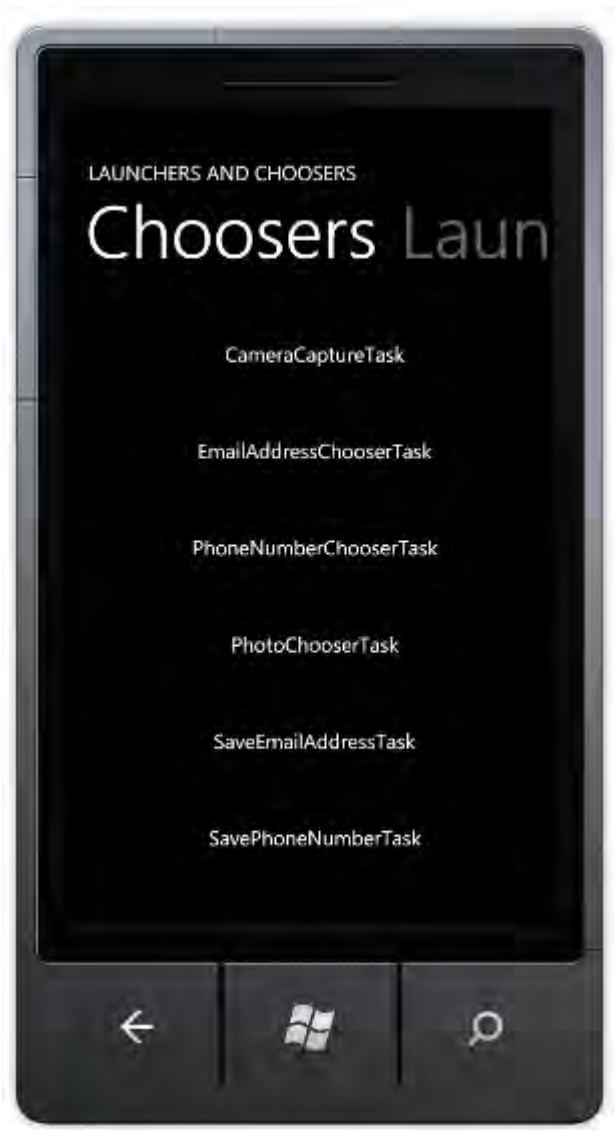 LAUNCHERS AND CHOOSERS
Choosers Laun
CameraCaptureTask
EmailAddressChooserTask
PhoneNumberChooserTask
PhotoChooserTask
SaveEmailAddressTask
SavePhoneNumberTask